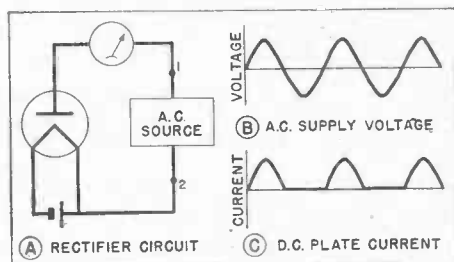 1
A.C.
SOURCE
2
A RECTIFIER CIRCUIT
VOLTAGE
B A.C. SUPPLY VOLTAGE
CURRENT
C D.C. PLATE CURRENT